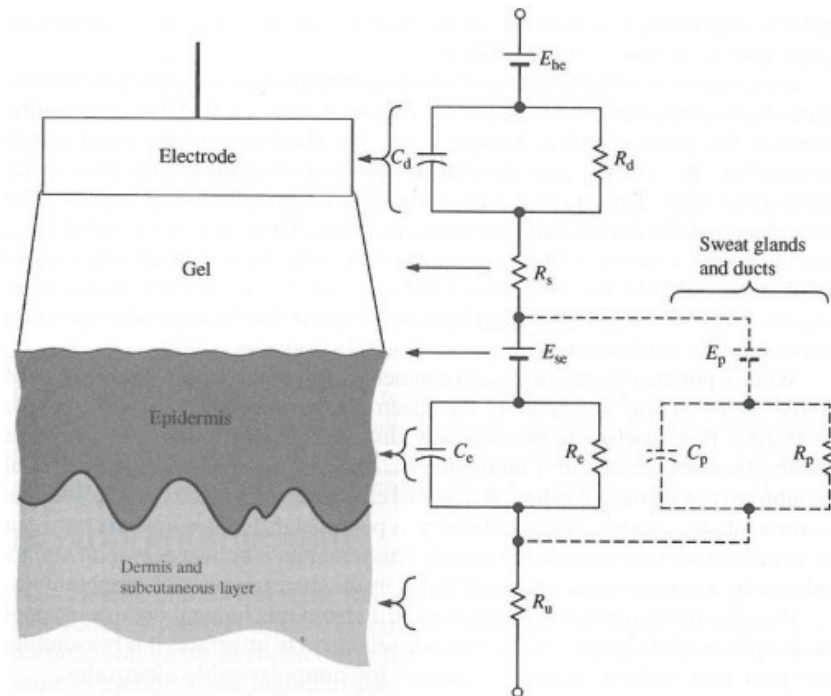 E_he
Electrode
C_d
R_d
Sweat glands
and ducts
Gel
R_s
E_se
E_p
Epidermis
C_e
R_e
C_p
R_p
Dermis and
subcutaneous layer
R_u